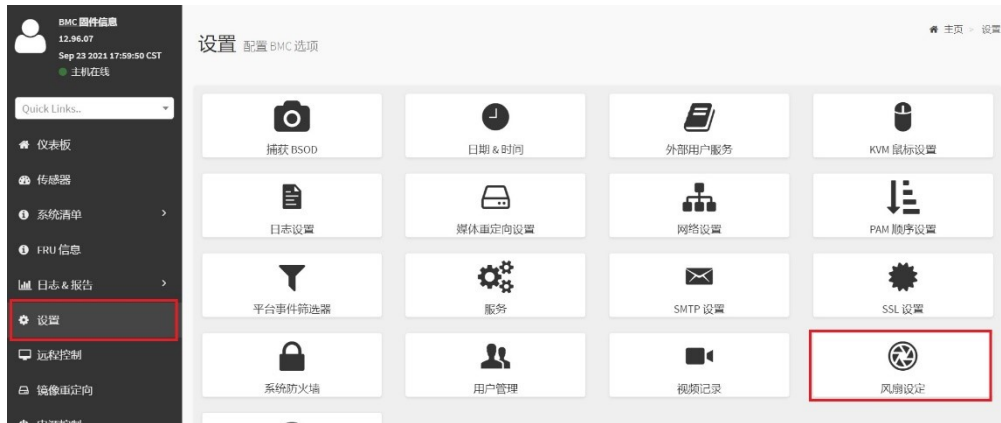 BMC 固件信息
12.96.07
Sep 23 2021 17:59:50 CST
主机在线
Quick Links...
仪表板
传感器
系统清单
FRU 信息
日志 & 报告
设置
远程控制
镜像重定向
设置 配置 BMC 选项
主页 > 设置
捕获 BSOD
日期 & 时间
外部用户服务
KVM 鼠标设置
日志设置
媒体重定向设置
网络设置
PAM 顺序设置
平台事件筛选器
服务
SMTP 设置
SSL 设置
系统防火墙
用户管理
视频记录
风扇设定